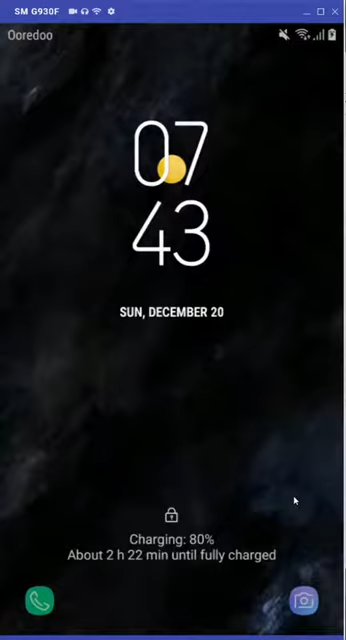 SM G930F
Ooredoo
07
43
SUN, DECEMBER 20
Charging: 80%
About 2 h 22 min until fully charged